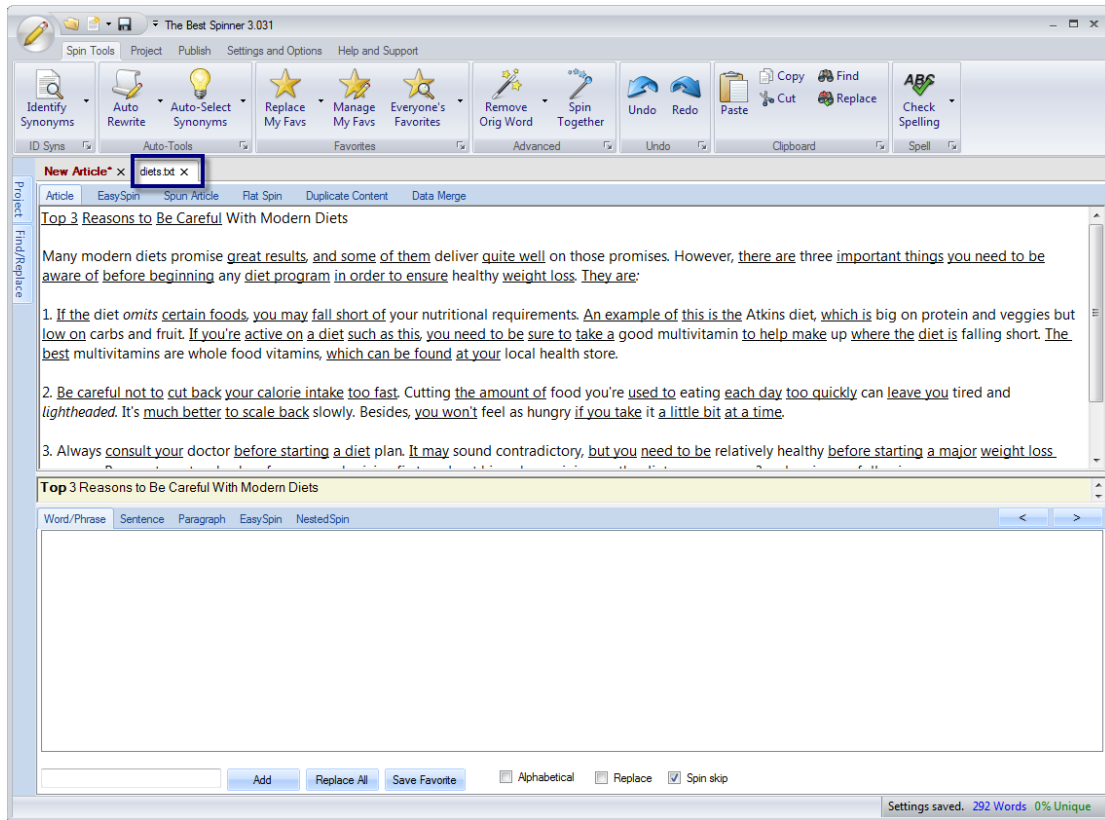 The Best Spinner 3.031
Spin Tools Project Publish Settings and Options Help and Support
Identify Synonyms
Auto Rewrite
Auto-Select Synonyms
Replace My Favs
Manage My Favs
Everyone's Favorites
Remove Orig Word
Spin Together
Undo Redo
Paste
Copy
Cut
Find
Replace
ABC
Check Spelling
ID Syns Auto-Tools Favorites Advanced Undo Clipboard Spell
New Article* x diets.txt x
Project
Find/Replace
Article EasySpin Spun Article Flat Spin Duplicate Content Data Merge
Top 3 Reasons to Be Careful With Modern Diets
Many modern diets promise great results, and some of them deliver quite well on those promises. However, there are three important things you need to be
aware of before beginning any diet program in order to ensure healthy weight loss. They are:
1. If the diet omits certain foods, you may fall short of your nutritional requirements. An example of this is the Atkins diet, which is big on protein and veggies but
low on carbs and fruit. If you're active on a diet such as this, you need to be sure to take a good multivitamin to help make up where the diet is falling short. The
best multivitamins are whole food vitamins, which can be found at your local health store.
2. Be careful not to cut back your calorie intake too fast. Cutting the amount of food you're used to eating each day too quickly can leave you tired and
lightheaded. It's much better to scale back slowly. Besides, you won't feel as hungry if you take it a little bit at a time.
3. Always consult your doctor before starting a diet plan. It may sound contradictory, but you need to be relatively healthy before starting a major weight loss
Top 3 Reasons to Be Careful With Modern Diets
Word/Phrase Sentence Paragraph EasySpin NestedSpin < >
Add Replace All Save Favorite Alphabetical Replace Spin skip
Settings saved. 292 Words 0% Unique